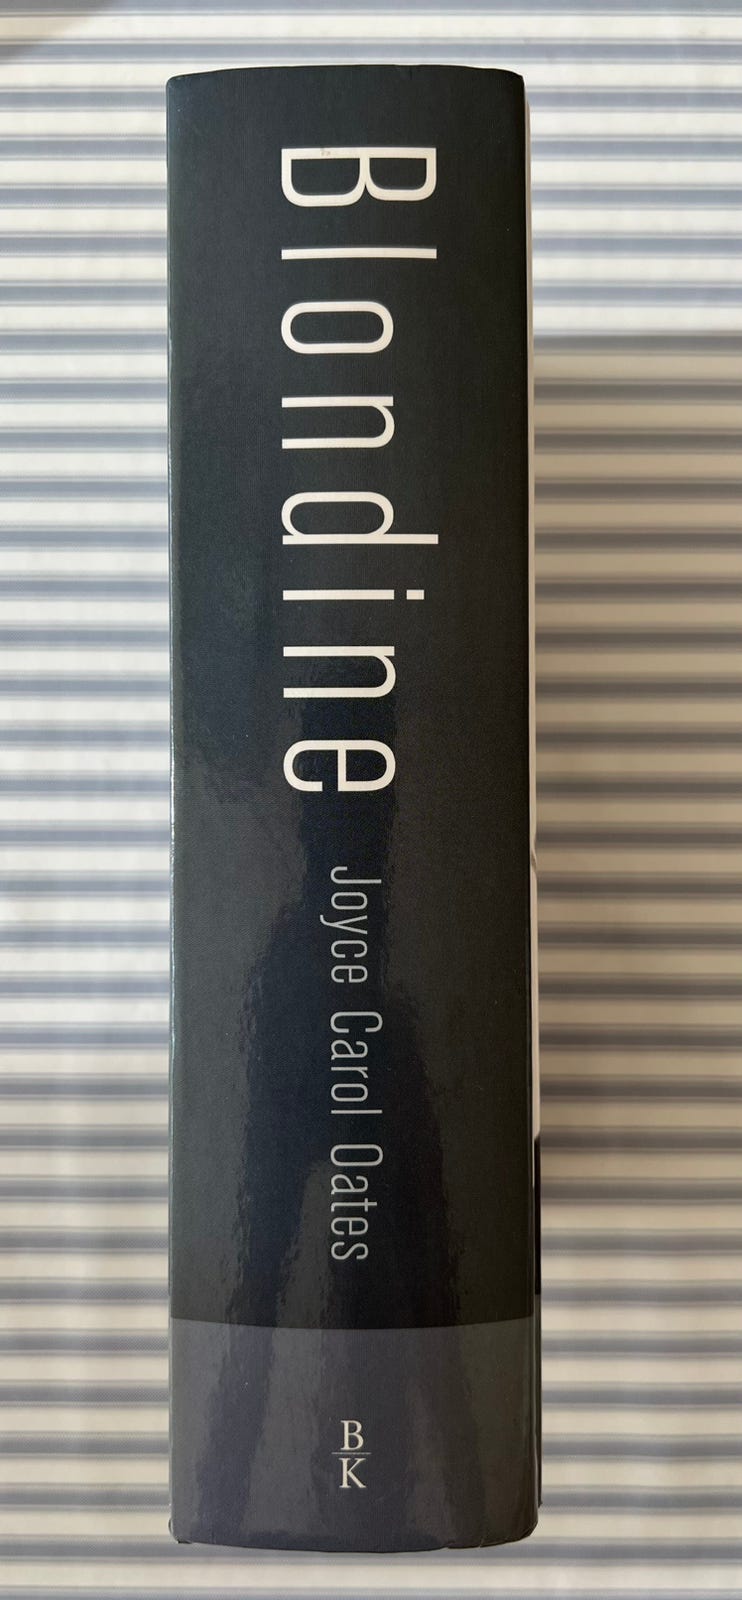 Blondine
Joyce Carol Oates
B
K